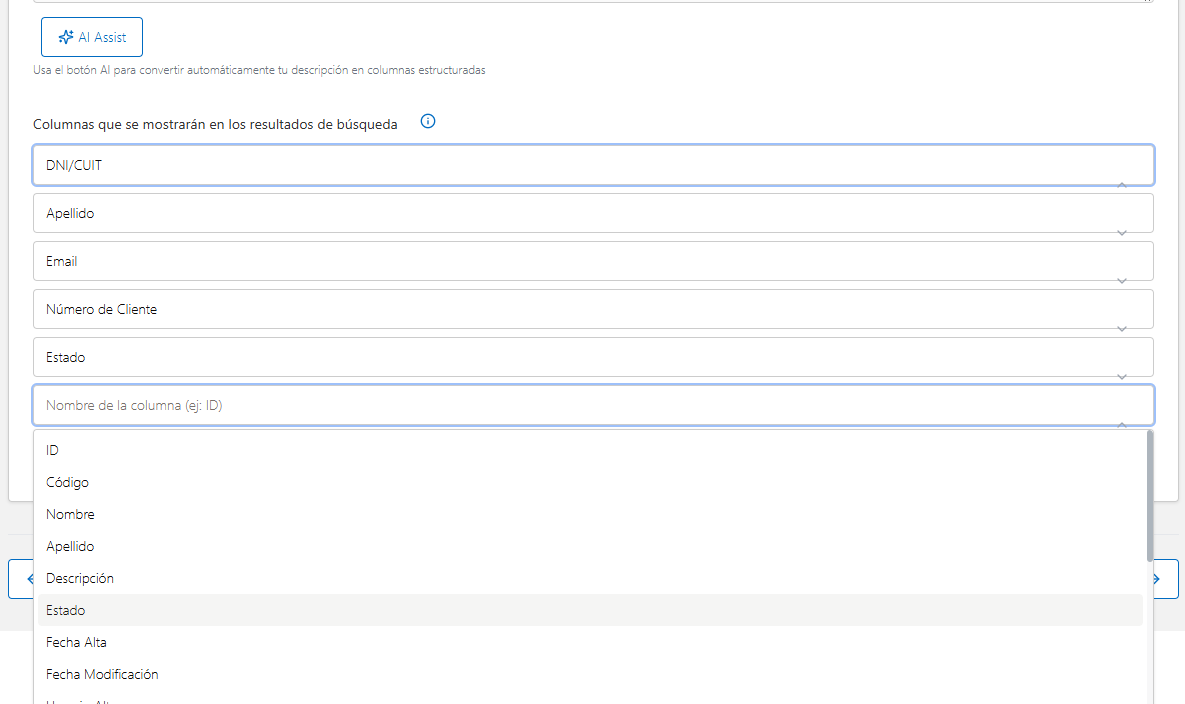 AI Assist
Usa el botón AI para convertir automáticamente tu descripción en columnas estructuradas
Columnas que se mostrarán en los resultados de búsqueda
DNI/CUIT
Apellido
Email
Número de Cliente
Estado
Nombre de la columna (ej: ID)
ID
Código
Nombre
Apellido
Descripción
Estado
Fecha Alta
Fecha Modificación